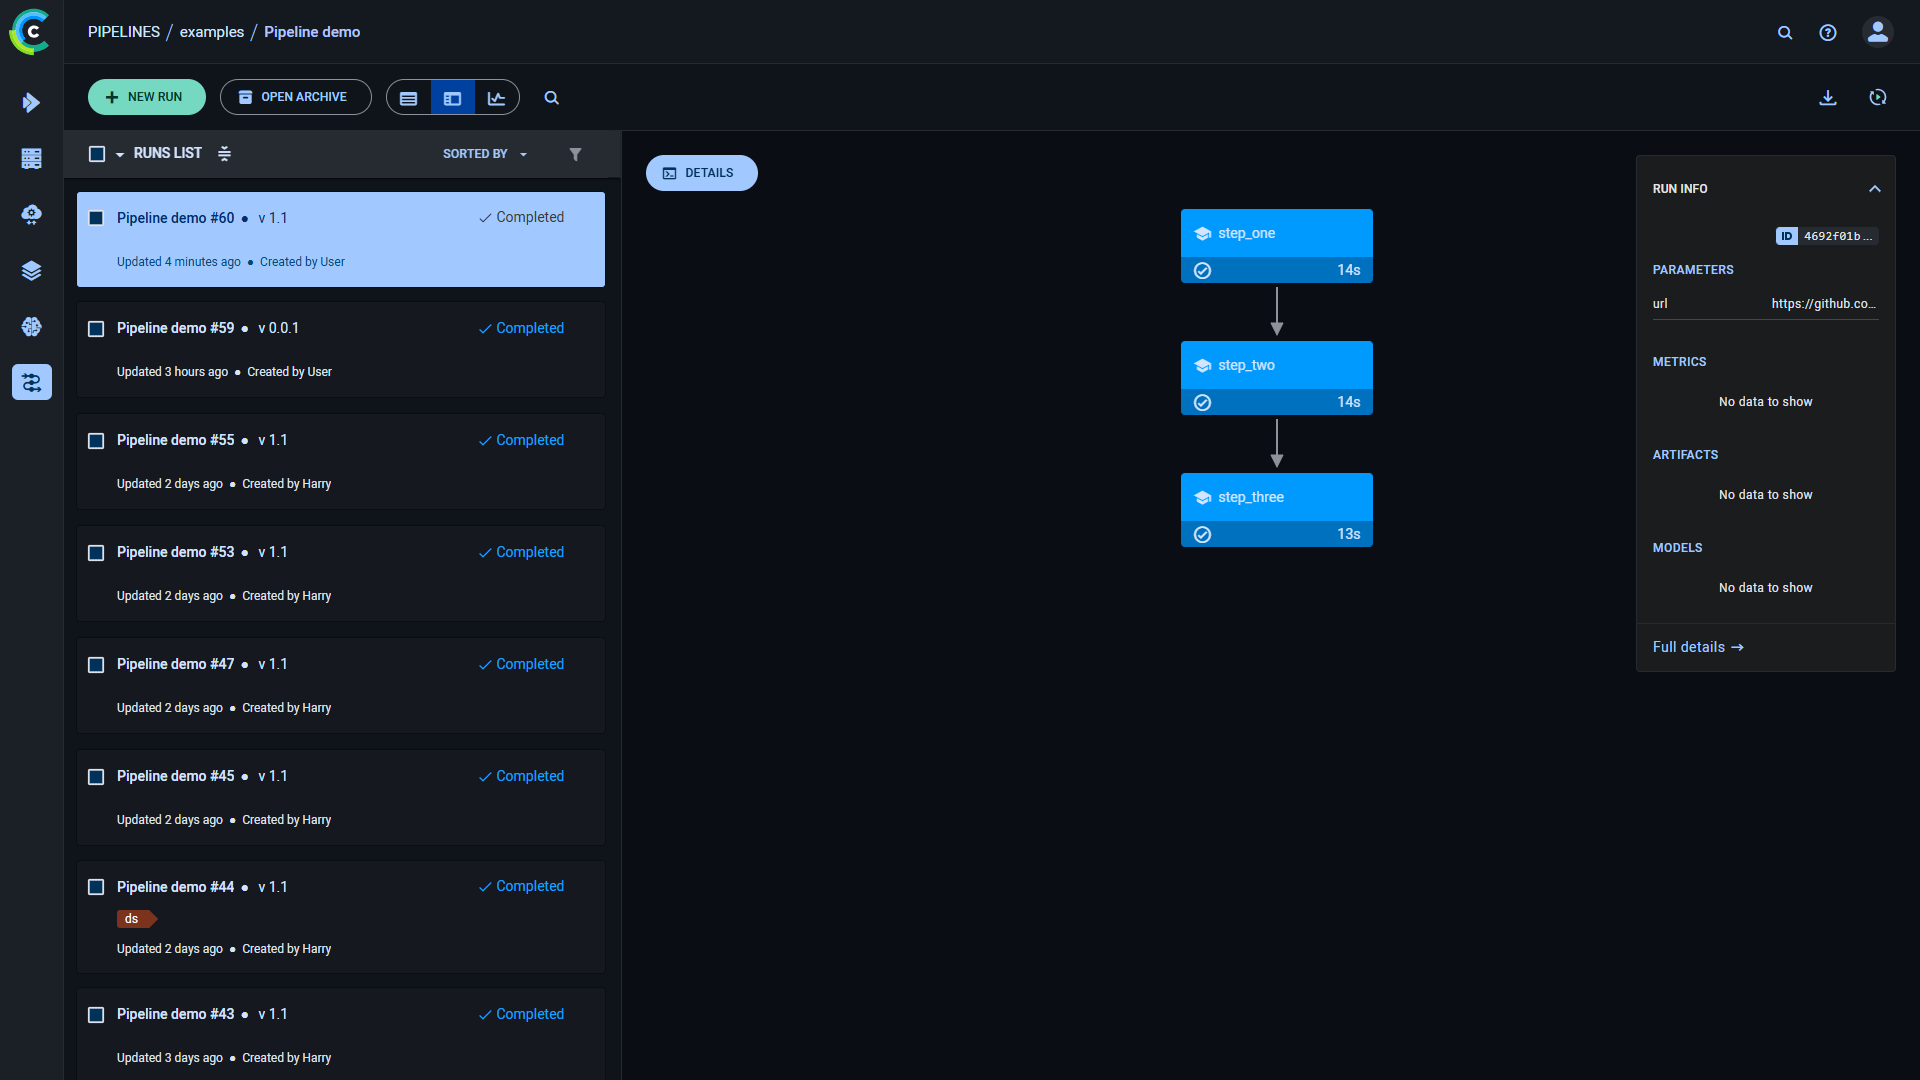 PIPELINES / examples / Pipeline demo
NEW RUN
OPEN ARCHIVE
RUNS LIST
SORTED BY
Pipeline demo #60 ● v 1.1
Completed
Updated 4 minutes ago ● Created by User
Pipeline demo #59 ● v 0.0.1
Completed
Updated 3 hours ago ● Created by User
Pipeline demo #55 ● v 1.1
Completed
Updated 2 days ago ● Created by Harry
Pipeline demo #53 ● v 1.1
Completed
Updated 2 days ago ● Created by Harry
Pipeline demo #47 ● v 1.1
Completed
Updated 2 days ago ● Created by Harry
Pipeline demo #45 ● v 1.1
Completed
Updated 2 days ago ● Created by Harry
Pipeline demo #44 ● v 1.1
Completed
ds
Updated 2 days ago ● Created by Harry
Pipeline demo #43 ● v 1.1
Completed
Updated 3 days ago ● Created by Harry
DETAILS
step_one
14s
step_two
14s
step_three
13s
RUN INFO
ID 4692f01b...
PARAMETERS
url https://github.co...
METRICS
No data to show
ARTIFACTS
No data to show
MODELS
No data to show
Full details →